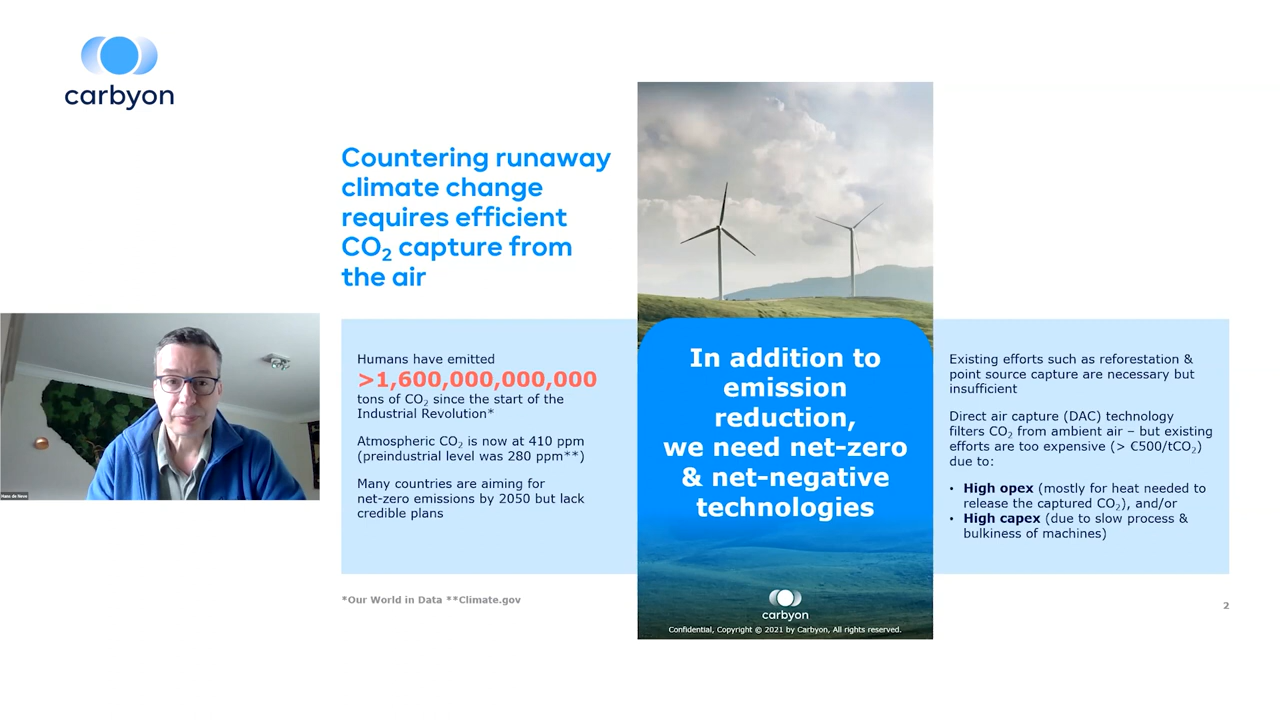 carbyon
Countering runaway
climate change
requires efficient
CO₂ capture from
the air
Humans have emitted
>1,600,000,000,000
tons of CO₂ since the start of the
Industrial Revolution*
Atmospheric CO₂ is now at 410 ppm
(preindustrial level was 280 ppm**)
Many countries are aiming for
net-zero emissions by 2050 but lack
credible plans
*Our World in Data **Climate.gov
In addition to
emission
reduction,
we need net-zero
& net-negative
technologies
carbyon
Confidential, Copyright © 2021 by Carbyon, All rights reserved.
Existing efforts such as reforestation &
point source capture are necessary but
insufficient
Direct air capture (DAC) technology
filters CO₂ from ambient air – but existing
efforts are too expensive (> €500/tCO₂)
due to:
• High opex (mostly for heat needed to
release the captured CO₂), and/or
• High capex (due to slow process &
bulkiness of machines)
2
Hans de Neve